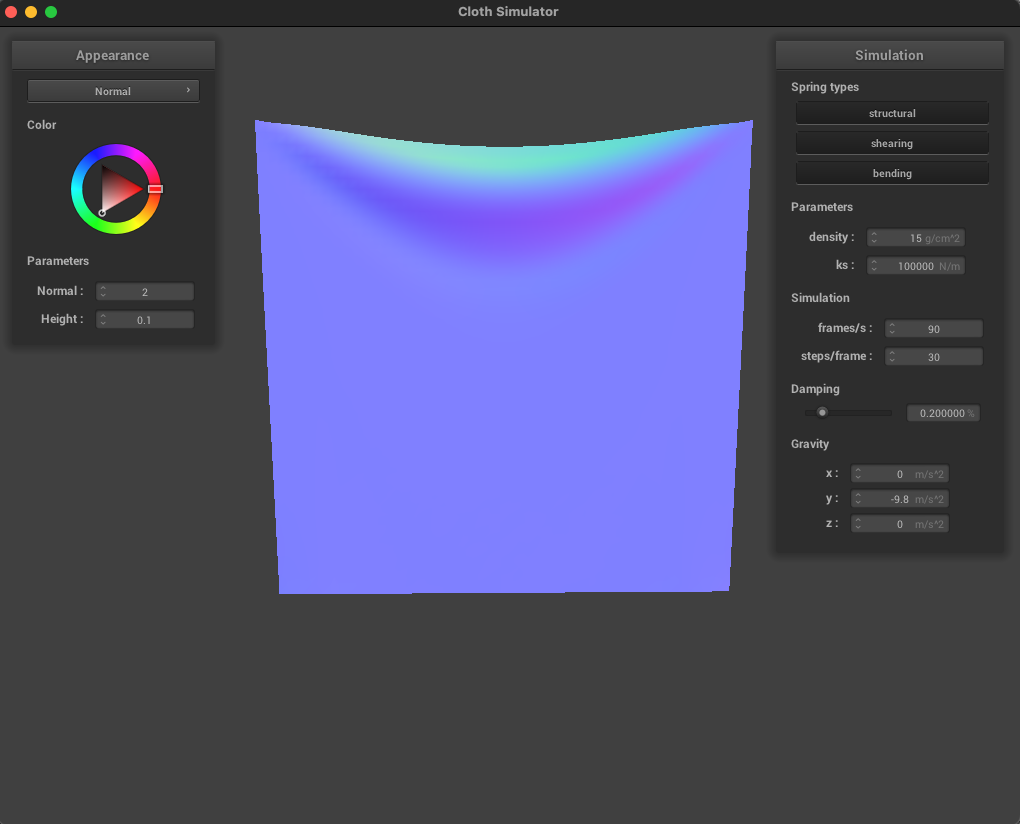 Cloth Simulator
Appearance
Normal
Color
Parameters
Normal : 2
Height : 0.1
Simulation
Spring types
structural
shearing
bending
Parameters
density : 15 g/cm^2
ks : 100000 N/m
Simulation
frames/s : 90
steps/frame : 30
Damping
0.200000 %
Gravity
x : 0 m/s^2
y : -9.8 m/s^2
z : 0 m/s^2